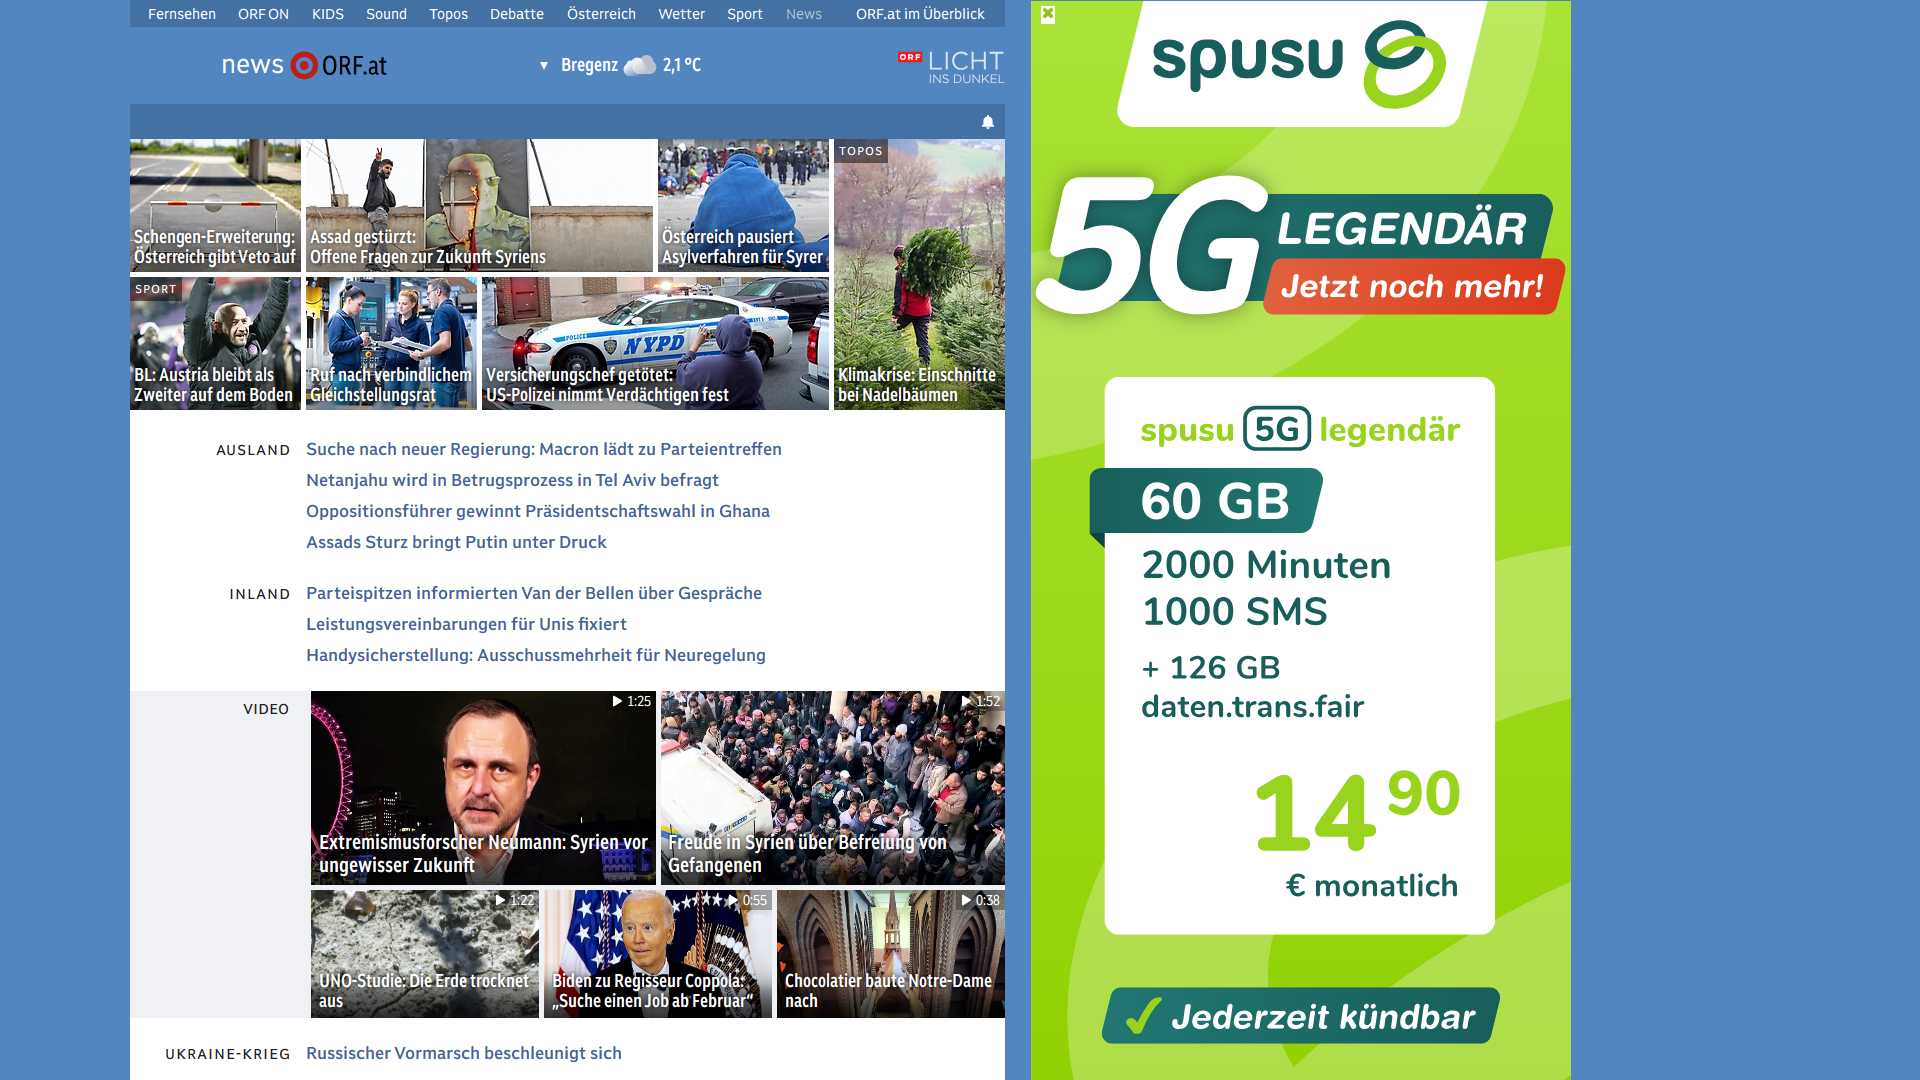 Fernsehen ORF ON KIDS Sound Topos Debatte Österreich Wetter Sport News ORF.at im Überblick
news ORF.at
Bregenz 2,1 °C
ORF LICHT
INS DUNKEL
Schengen-Erweiterung:
Österreich gibt Veto auf
Assad gestürzt:
Offene Fragen zur Zukunft Syriens
Österreich pausiert
Asylverfahren für Syrer
TOPOS
Klimakrise: Einschnitte
bei Nadelbäumen
SPORT
BL: Austria bleibt als
Zweiter auf dem Boden
Ruf nach verbindlichem
Gleichstellungsrat
POLICE
NYPD
Versicherungschef getötet:
US-Polizei nimmt Verdächtigen fest
AUSLAND
Suche nach neuer Regierung: Macron lädt zu Parteientreffen
Netanjahu wird in Betrugsprozess in Tel Aviv befragt
Oppositionsführer gewinnt Präsidentschaftswahl in Ghana
Assads Sturz bringt Putin unter Druck
INLAND
Parteispitzen informierten Van der Bellen über Gespräche
Leistungsvereinbarungen für Unis fixiert
Handysicherstellung: Ausschussmehrheit für Neuregelung
VIDEO
1:25
Extremismusforscher Neumann: Syrien vor
ungewisser Zukunft
1:52
Freude in Syrien über Befreiung von
Gefangenen
1:22
UNO-Studie: Die Erde trocknet
aus
0:55
Biden zu Regisseur Coppola:
„Suche einen Job ab Februar“
0:38
Chocolatier baute Notre-Dame
nach
UKRAINE-KRIEG
Russischer Vormarsch beschleunigt sich
spusu
5G LEGENDÄR
Jetzt noch mehr!
spusu 5G legendär
60 GB
2000 Minuten
1000 SMS
+ 126 GB
daten.trans.fair
14 90
€ monatlich
Jederzeit kündbar